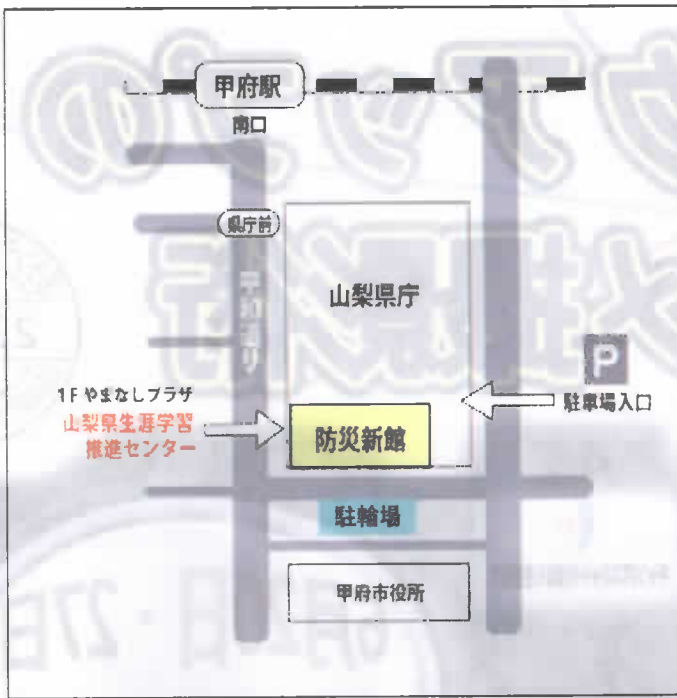 甲府駅
南口
県庁前
平和通り
山梨県庁
P
駐車場入口
1F やまなしプラザ
山梨県生涯学習
推進センター
防災新館
駐輪場
甲府市役所